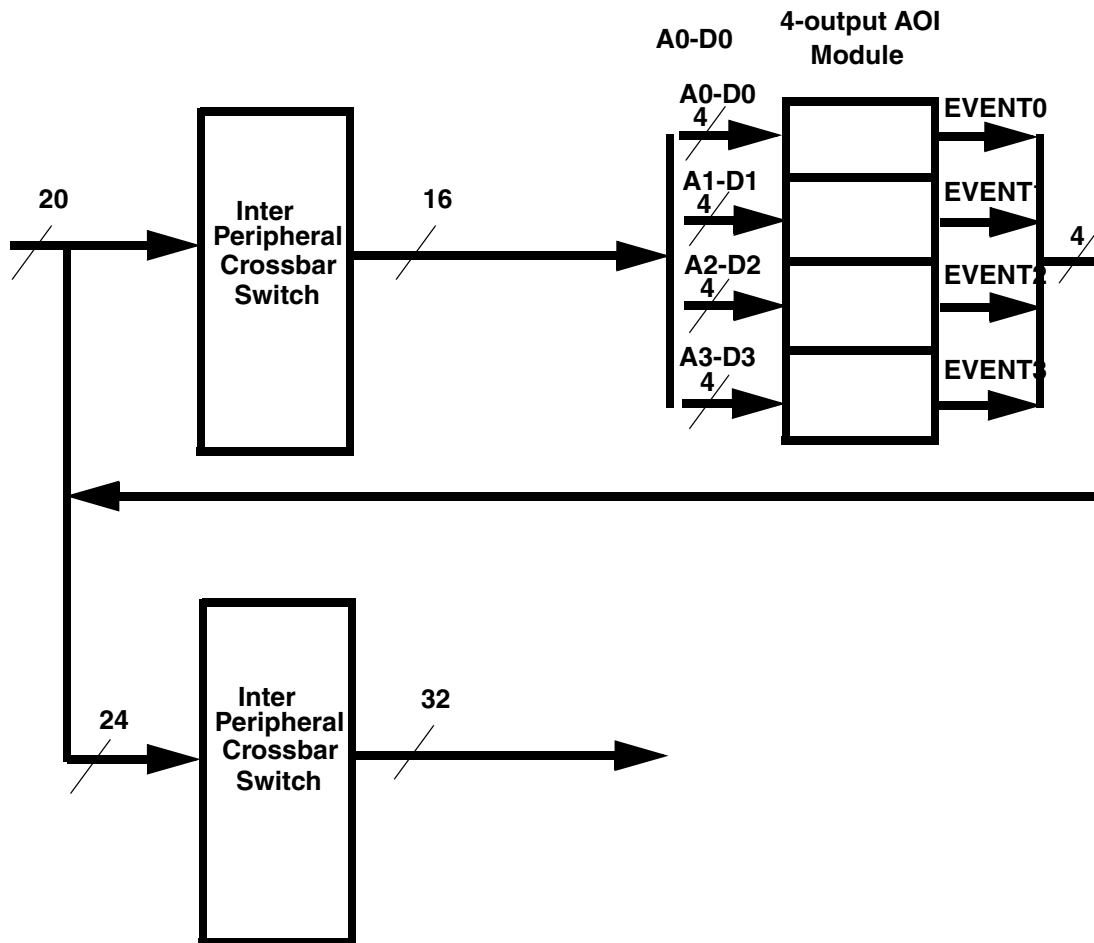 4-output AOI
Module
A0-D0
A0-D0
4
EVENT0
A1-D1
4
EVENT1
20
Inter
Peripheral
Crossbar
Switch
16
4
A2-D2
4
EVENT2
A3-D3
4
EVENT3
24
Inter
Peripheral
Crossbar
Switch
32